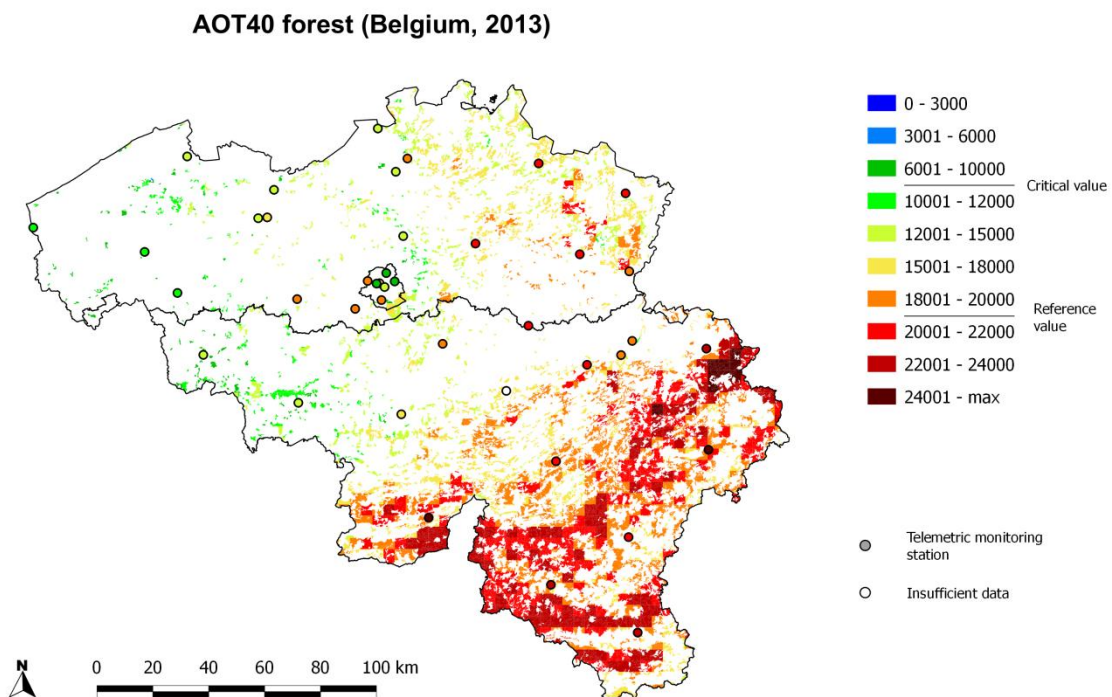 AOT40 forest (Belgium, 2013)
0 - 3000
3001 - 6000
6001 - 10000
Critical value
10001 - 12000
12001 - 15000
15001 - 18000
18001 - 20000
Reference
value
20001 - 22000
22001 - 24000
24001 - max
Telemetric monitoring
station
Insufficient data
N
0 20 40 60 80 100 km